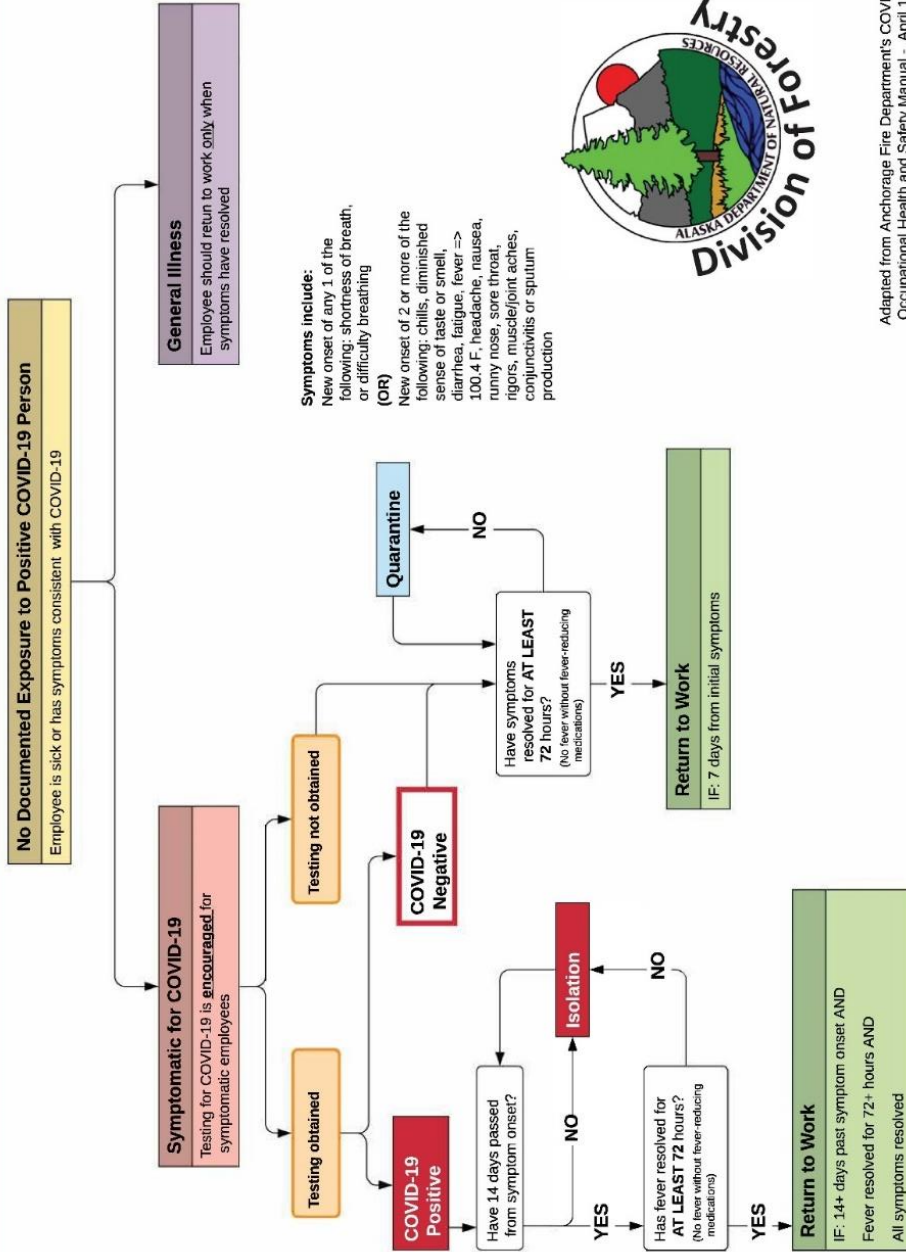 No Documented Exposure to Positive COVID-19 Person
Employee is sick or has symptoms consistent with COVID-19
Symptomatic for COVID-19
Testing for COVID-19 is encouraged for
symptomatic employees
General Illness
Employee should retun to work only when
symptoms have resolved
Testing obtained
Testing not obtained
COVID-19
Positive
COVID-19
Negative
Quarantine
Have 14 days passed
from symptom onset?
NO
Isolation
YES
Has fever resolved for
AT LEAST 72 hours?
(No fever without fever-reducing
medications)
NO
YES
Return to Work
IF: 14+ days past symptom onset AND
Fever resolved for 72+ hours AND
All symptoms resolved
Have symptoms
resolved for AT LEAST
72 hours?
(No fever without fever-reducing
medications)
NO
YES
Return to Work
IF: 7 days from initial symptoms
Symptoms include:
New onset of any 1 of the
following: shortness of breath,
or difficulty breathing
(OR)
New onset of 2 or more of the
following: chills, diminished
sense of taste or smell,
diarrhea, fatigue, fever =>
100.4 F, headache, nausea,
runny nose, sore throat,
rigors, muscle/joint aches,
conjunctivitis or sputum
production
ALASKA DEPARTMENT OF NATURAL RESOURCES
Division of Forestry
Adapted from Anchorage Fire Department's
Occupational Health and Safety Manual - April